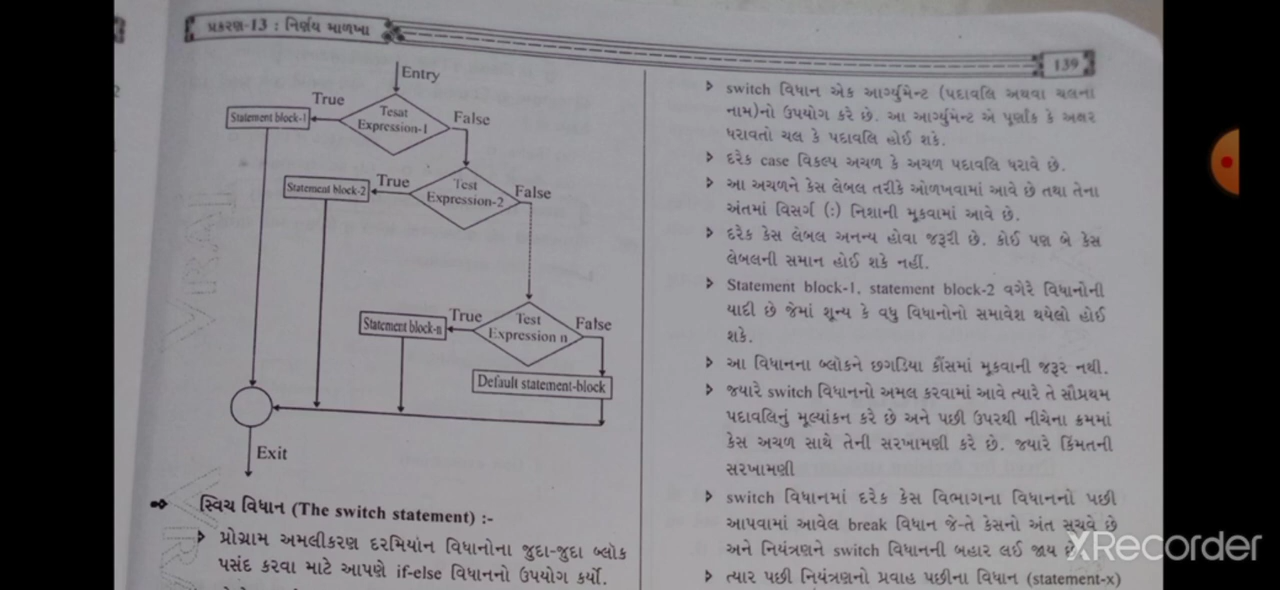 પ્રકરણ-13 : નિર્ણય માળખા
139
Entry
True
Tesat
Expression-1
False
Statement block-1
True
Test
Expression-2
False
Statement block-2
True
Test
Expression n
False
Statement block-n
Default statement-block
Exit
સ્વિચ વિધાન (The switch statement) :-
પ્રોગ્રામ અમલીકરણ દરમિયાન વિધાનોના જુદા-જુદા બ્લૉક
પસંદ કરવા માટે આપણે if-else વિધાનનો ઉપયોગ કર્યો.
switch વિધાન એક આર્ગ્યુમેન્ટ (પદાવલિ અથવા ચલના
નામ)નો ઉપયોગ કરે છે. આ આર્ગ્યુમેન્ટ એ પૂર્ણાંક કે અક્ષર
ધરાવતો ચલ કે પદાવલિ હોઈ શકે.
દરેક case વિકલ્પ અચળ કે અચળ પદાવલિ ધરાવે છે.
આ અચળને કેસ લેબલ તરીકે ઓળખવામાં આવે છે તથા તેના
અંતમાં વિસર્ગ (:) નિશાની મૂકવામાં આવે છે.
દરેક કેસ લેબલ અનન્ય હોવા જરૂરી છે. કોઈ પણ બે કેસ
લેબલની સમાન હોઈ શકે નહીં.
Statement block-1, statement block-2 વગેરે વિધાનોની
યાદી છે જેમાં શૂન્ય કે વધુ વિધાનોનો સમાવેશ થયેલો હોઈ
શકે.
આ વિધાનના બ્લોકને છગડિયા કૌંસમાં મૂકવાની જરૂર નથી.
જ્યારે switch વિધાનનો અમલ કરવામાં આવે ત્યારે તે સૌપ્રથમ
પદાવલિનું મૂલ્યાંકન કરે છે અને પછી ઉપરથી નીચેના ક્રમમાં
કેસ અચળ સાથે તેની સરખામણી કરે છે. જ્યારે કિંમતની
સરખામણી
switch વિધાનમાં દરેક કેસ વિભાગના વિધાનનો પછી
આપવામાં આવેલ break વિધાન જે-તે કેસનો અંત સૂચવે છે
અને નિયંત્રણને switch વિધાનની બહાર લઈ જાય છે.
ત્યાર પછી નિયંત્રણનો પ્રવાહ પછીના વિધાન (statement-x)
XRecorder